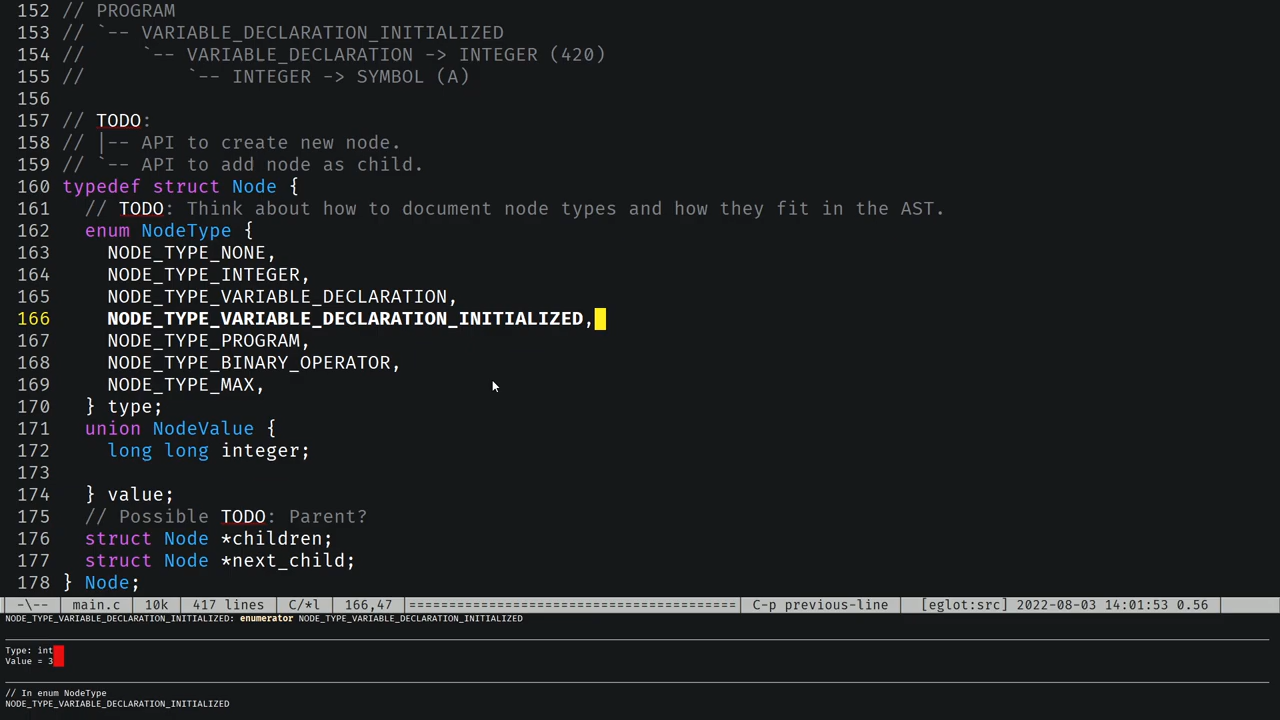 152 // PROGRAM
153 // `-- VARIABLE_DECLARATION_INITIALIZED
154 //     `-- VARIABLE_DECLARATION -> INTEGER (420)
155 //         `-- INTEGER -> SYMBOL (A)
156
157 // TODO:
158 // |-- API to create new node.
159 // `-- API to add node as child.
160 typedef struct Node {
161   // TODO: Think about how to document node types and how they fit in the AST.
162   enum NodeType {
163     NODE_TYPE_NONE,
164     NODE_TYPE_INTEGER,
165     NODE_TYPE_VARIABLE_DECLARATION,
166     NODE_TYPE_VARIABLE_DECLARATION_INITIALIZED,
167     NODE_TYPE_PROGRAM,
168     NODE_TYPE_BINARY_OPERATOR,
169     NODE_TYPE_MAX,
170   } type;
171   union NodeValue {
172     long long integer;
173
174   } value;
175   // Possible TODO: Parent?
176   struct Node *children;
177   struct Node *next_child;
178 } Node;
-\-- | main.c | 10k | 417 lines | C/*l | 166,47 |======================================| C-p previous-line | [eglot:src] 2022-08-03 14:01:53 0.56 |
NODE_TYPE_VARIABLE_DECLARATION_INITIALIZED: enumerator NODE_TYPE_VARIABLE_DECLARATION_INITIALIZED
Type: int
Value = 3
// In enum NodeType
NODE_TYPE_VARIABLE_DECLARATION_INITIALIZED